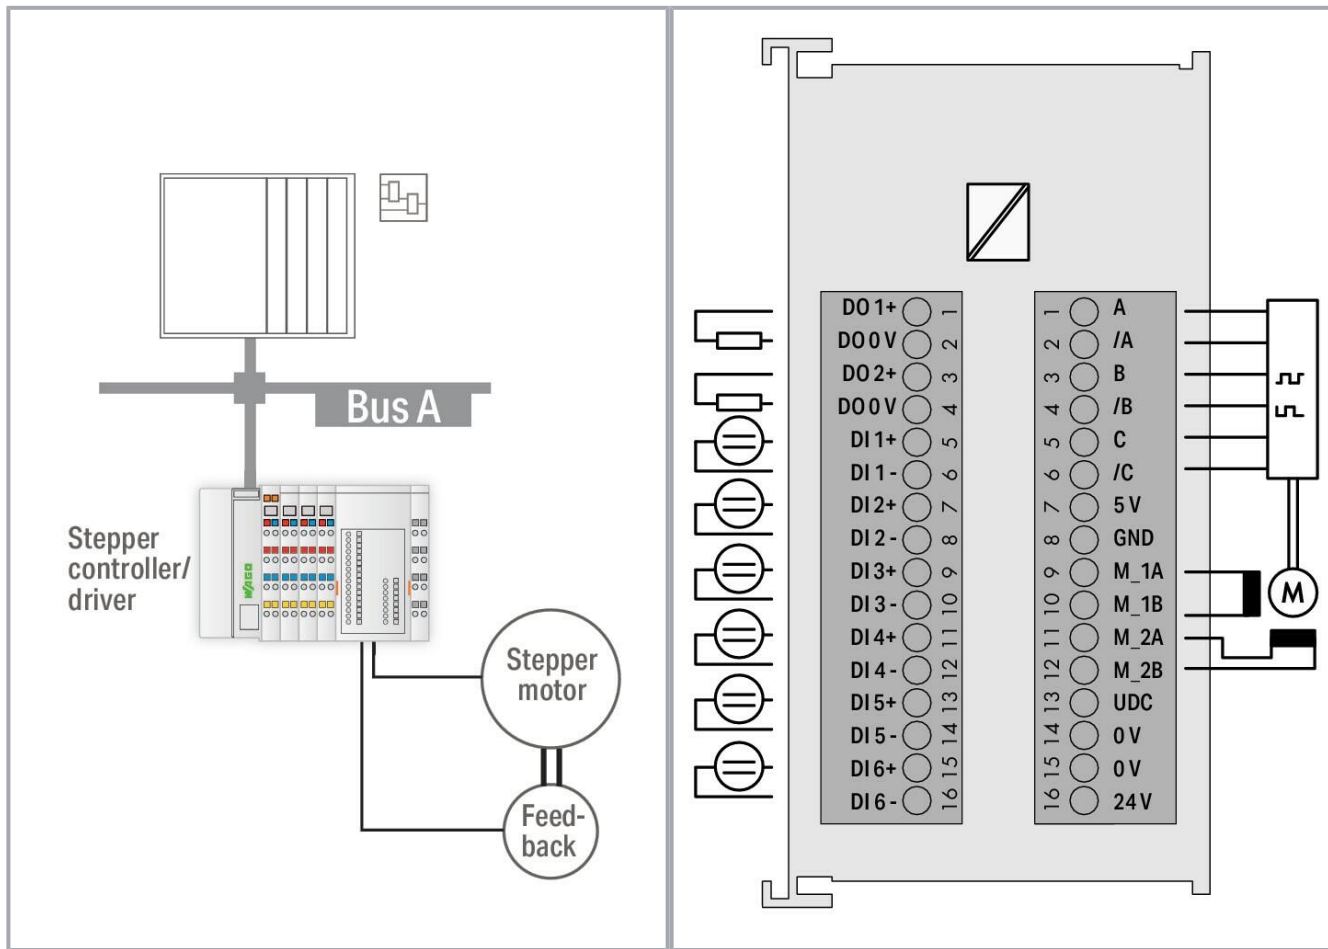 Bus A
Stepper
controller/
driver
WAGO
Stepper
motor
Feed-
back
DO 1+ 1
DO 0 V 2
DO 2+ 3
DO 0 V 4
DI 1+ 5
DI 1 - 6
DI 2+ 7
DI 2 - 8
DI 3+ 9
DI 3 - 10
DI 4+ 11
DI 4 - 12
DI 5+ 13
DI 5 - 14
DI 6+ 15
DI 6 - 16
1 A
2 /A
3 B
4 /B
5 C
6 /C
7 5 V
8 GND
9 M_1A
10 M_1B
11 M_2A
12 M_2B
13 UDC
14 0 V
15 0 V
16 24 V
M